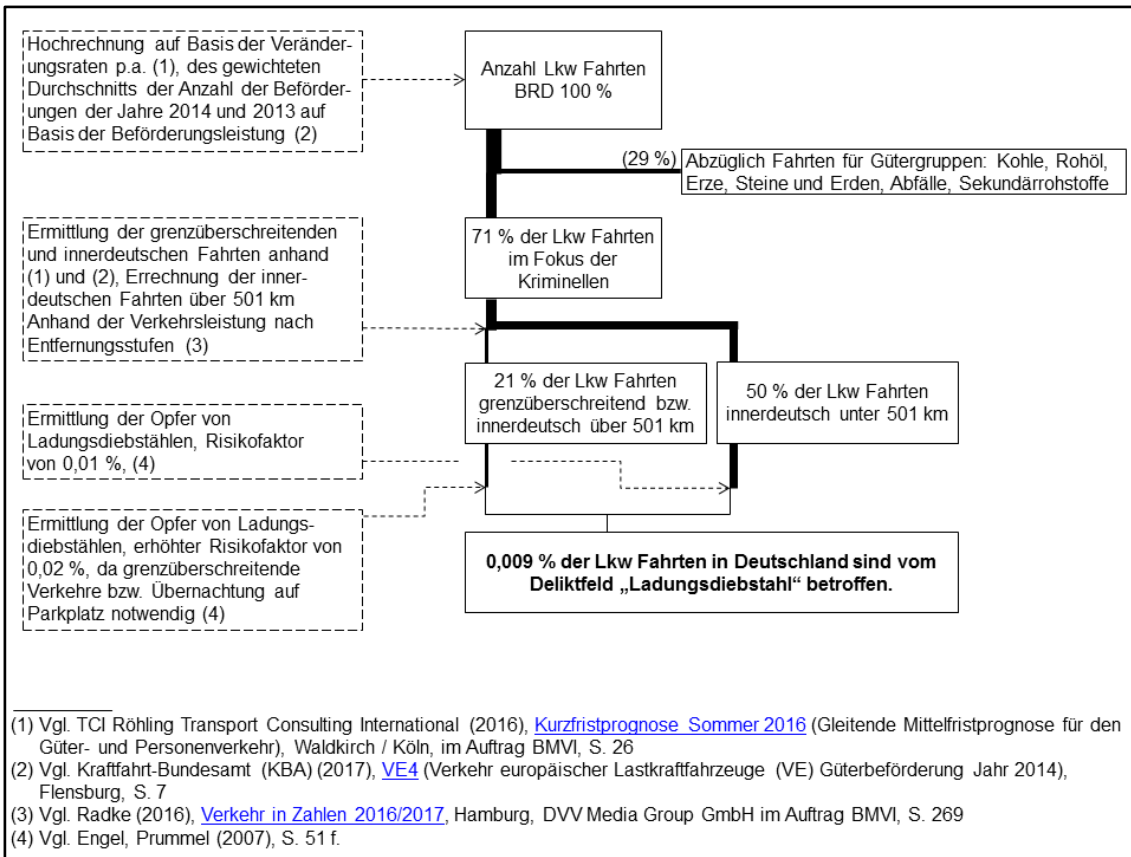 Hochrechnung auf Basis der Veränder-
ungsraten p.a. (1), des gewichteten
Durchschnitts der Anzahl der Beförder-
ungen der Jahre 2014 und 2013 auf
Basis der Beförderungsleistung (2)
Anzahl Lkw Fahrten
BRD 100 %
(29 %)
Abzüglich Fahrten für Gütergruppen: Kohle, Rohöl,
Erze, Steine und Erden, Abfälle, Sekundärrohstoffe
Ermittlung der grenzüberschreitenden
und innerdeutschen Fahrten anhand
(1) und (2), Errechnung der inner-
deutschen Fahrten über 501 km
Anhand der Verkehrsleistung nach
Entfernungsstufen (3)
71 % der Lkw Fahrten
im Fokus der
Kriminellen
21 % der Lkw Fahrten
grenzüberschreitend bzw.
innerdeutsch über 501 km
50 % der Lkw Fahrten
innerdeutsch unter 501 km
Ermittlung der Opfer von
Ladungsdiebstählen, Risikofaktor
von 0,01 %, (4)
Ermittlung der Opfer von Ladungs-
diebstählen, erhöhter Risikofaktor von
0,02 %, da grenzüberschreitende
Verkehre bzw. Übernachtung auf
Parkplatz notwendig (4)
0,009 % der Lkw Fahrten in Deutschland sind vom
Deliktfeld „Ladungsdiebstahl“ betroffen.
(1) Vgl. TCI Röhling Transport Consulting International (2016), Kurzfristprognose Sommer 2016 (Gleitende Mittelfristprognose für den
Güter- und Personenverkehr), Waldkirch / Köln, im Auftrag BMVI, S. 26
(2) Vgl. Kraftfahrt-Bundesamt (KBA) (2017), VE4 (Verkehr europäischer Lastkraftfahrzeuge (VE) Güterbeförderung Jahr 2014),
Flensburg, S. 7
(3) Vgl. Radke (2016), Verkehr in Zahlen 2016/2017, Hamburg, DVV Media Group GmbH im Auftrag BMVI, S. 269
(4) Vgl. Engel, Prummel (2007), S. 51 f.